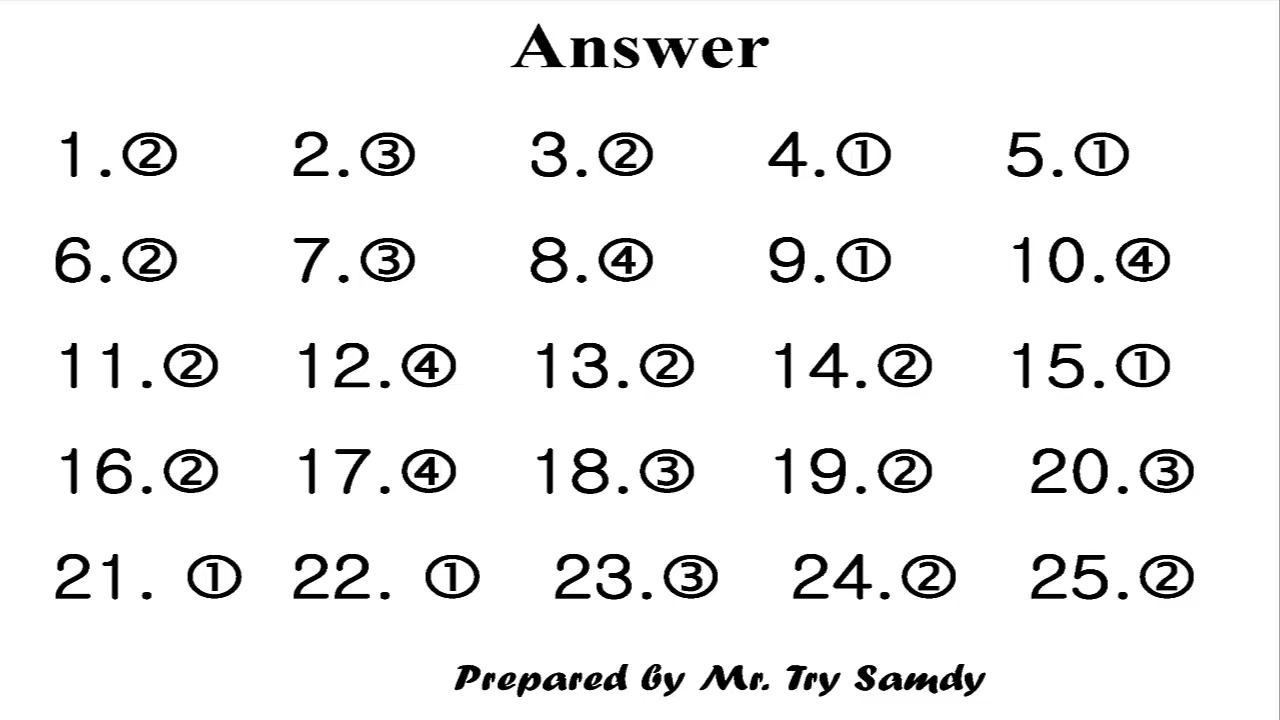 Answer
1.② 2.③ 3.② 4.① 5.①
6.② 7.③ 8.④ 9.① 10.④
11.② 12.④ 13.② 14.② 15.①
16.② 17.④ 18.③ 19.② 20.③
21. ① 22. ① 23.③ 24.② 25.②
Prepared by Mr. Try Samdy